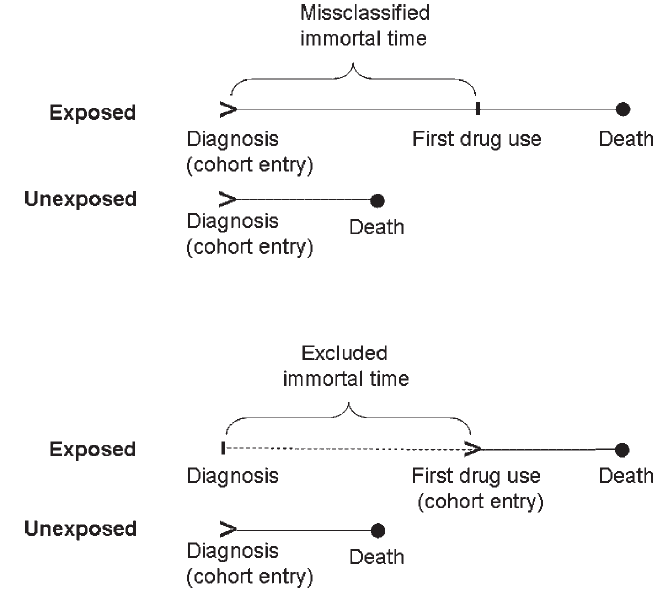 Missclassified
immortal time
Exposed
Diagnosis
(cohort entry)
First drug use
Death
Unexposed
Diagnosis
(cohort entry)
Death
Excluded
immortal time
Exposed
Diagnosis
First drug use
(cohort entry)
Death
Unexposed
Diagnosis
(cohort entry)
Death